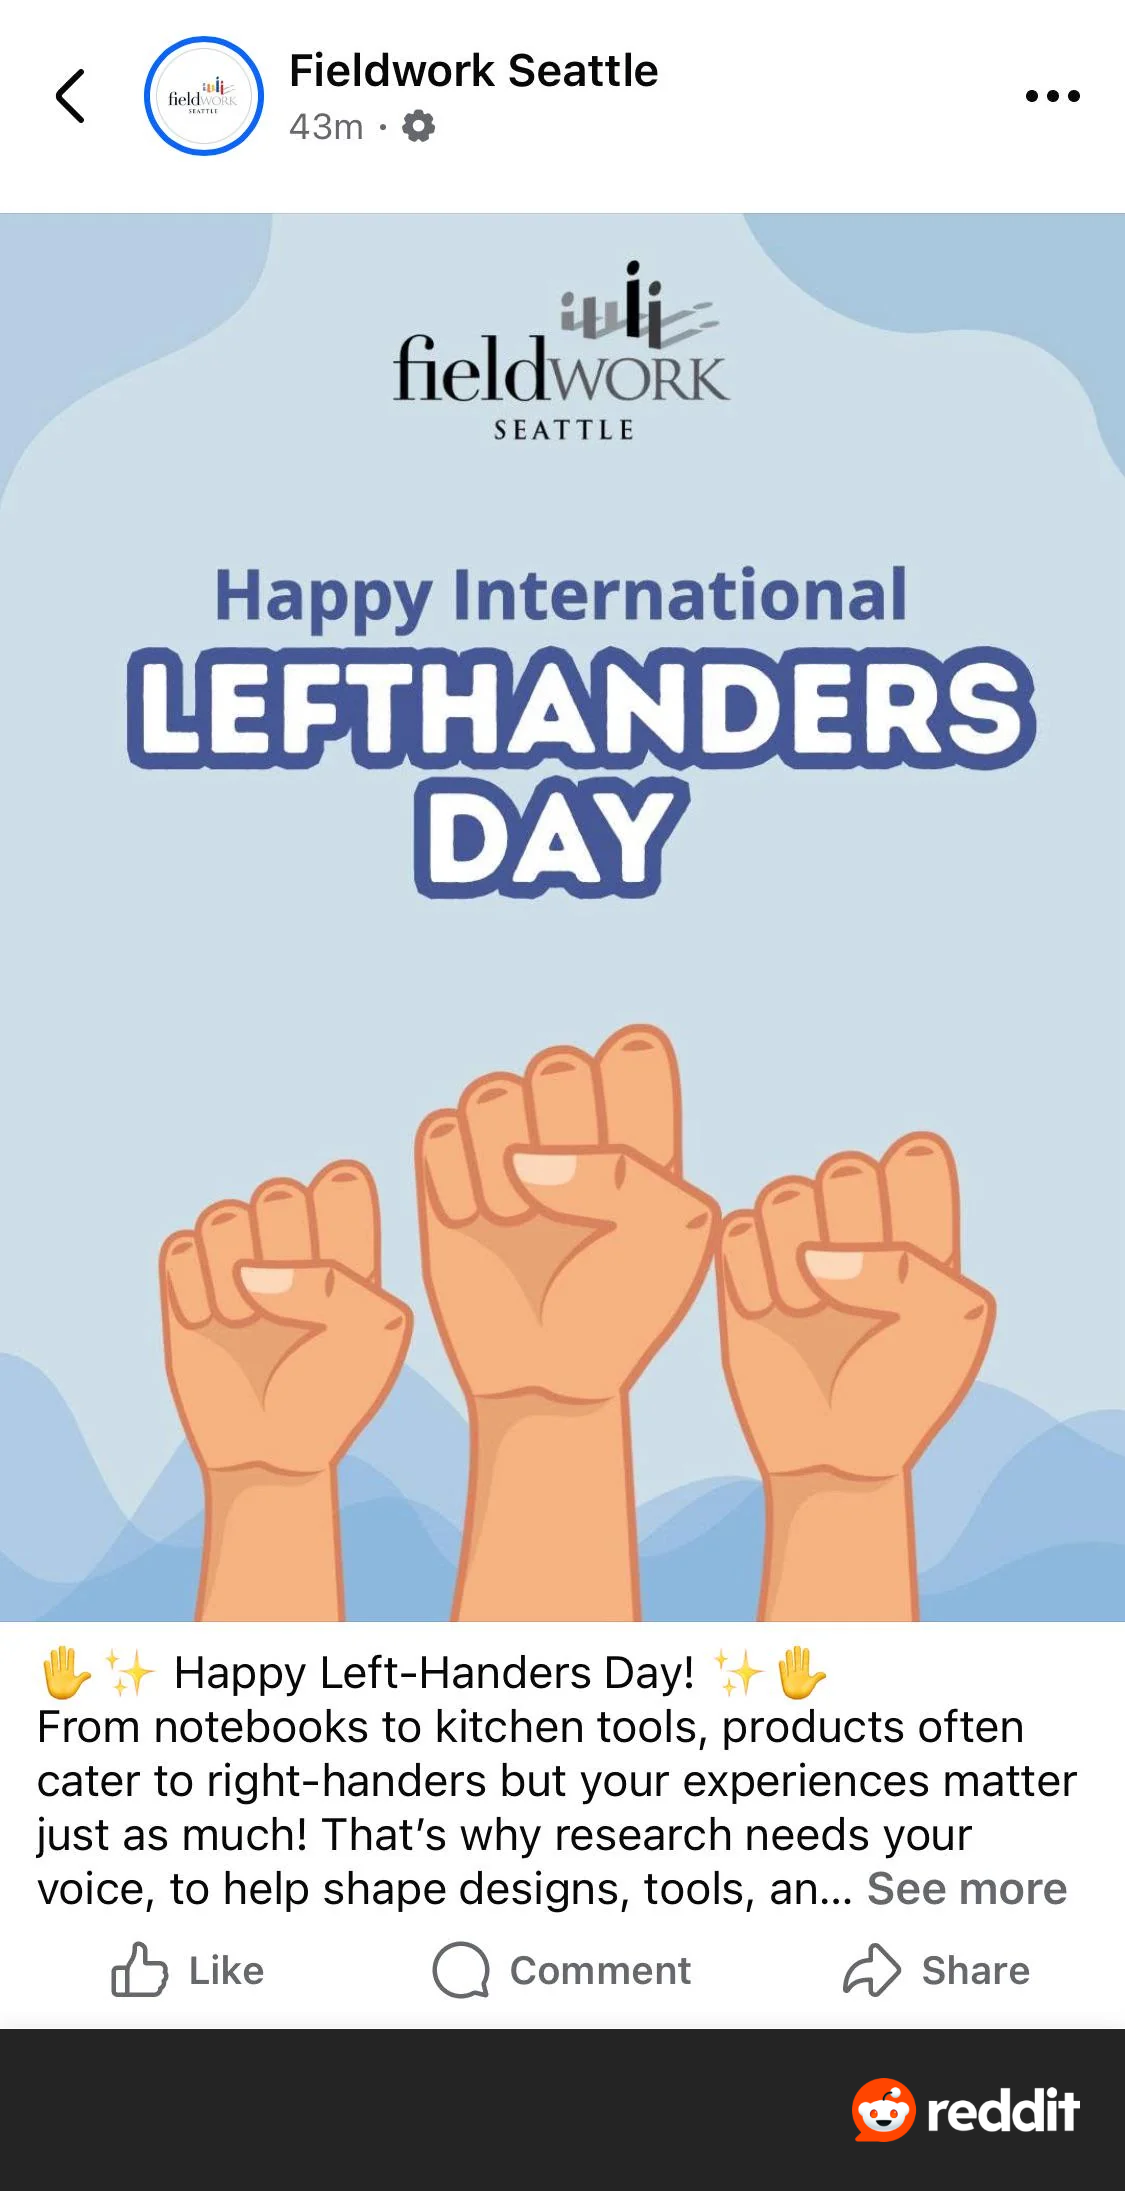 fieldWORK
SEATTLE
Fieldwork Seattle
43m ·
fieldWORK
SEATTLE
Happy International
LEFTHANDERS
DAY
🤚✨ Happy Left-Handers Day! ✨🤚
From notebooks to kitchen tools, products often
cater to right-handers but your experiences matter
just as much! That’s why research needs your
voice, to help shape designs, tools, an... See more
Like Comment Share
reddit